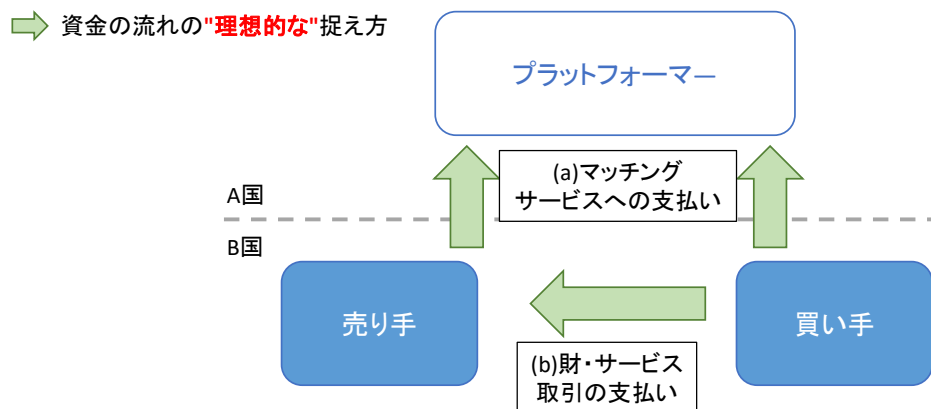 資金の流れの"理想的な"捉え方
プラットフォーマー
(a)マッチング
サービスへの支払い
A国
B国
売り手
買い手
(b)財・サービス
取引の支払い